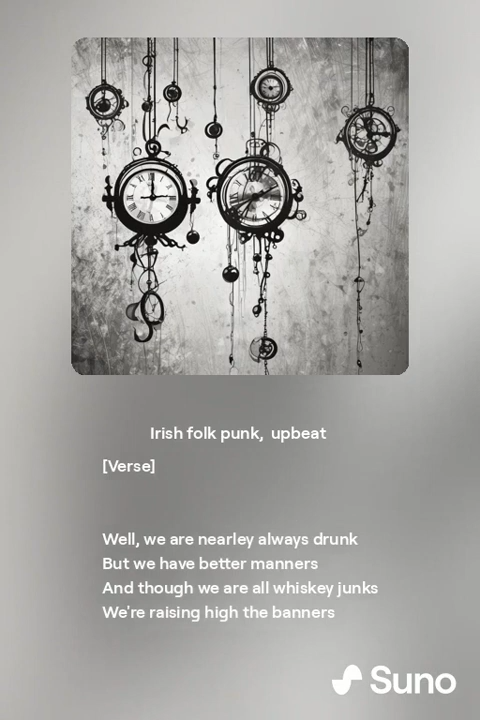 Irish folk punk, upbeat
[Verse]
Well, we are nearley always drunk
But we have better manners
And though we are all whiskey junks
We're raising high the banners
Suno